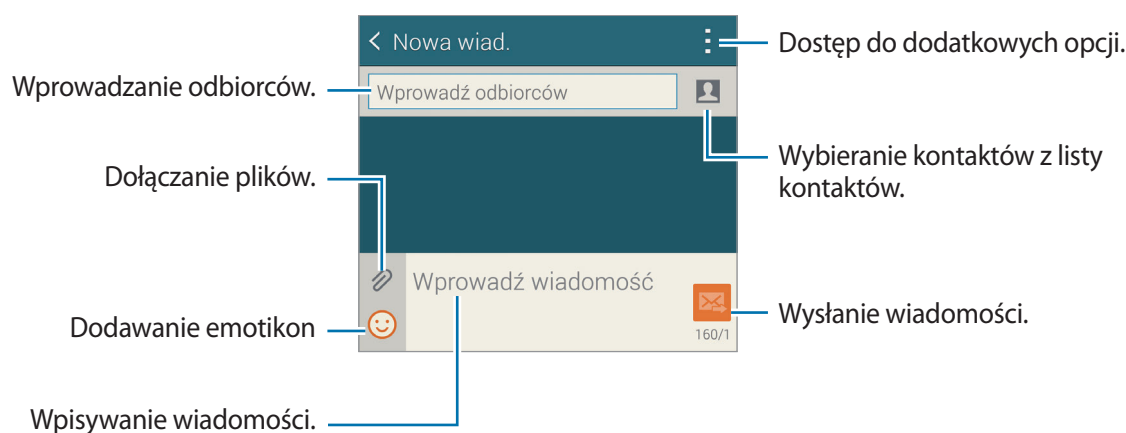 Nowa wiad.
Dostęp do dodatkowych opcji.
Wprowadzanie odbiorców.
Wprowadź odbiorców
Wybieranie kontaktów z listy
kontaktów.
Dołączanie plików.
Wprowadź wiadomość
Wysłanie wiadomości.
Dodawanie emotikon
160/1
Wpisywanie wiadomości.